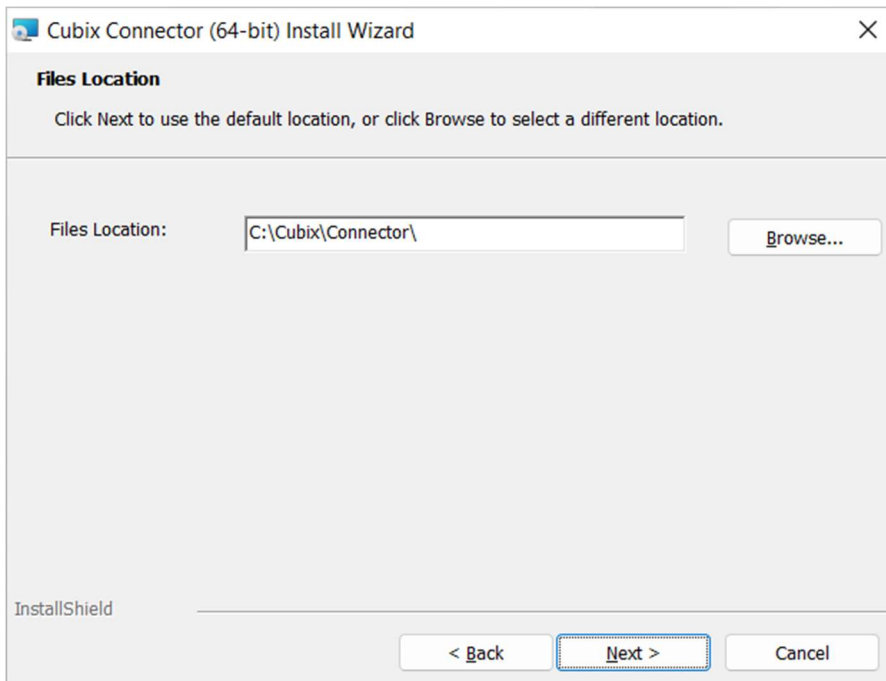 Cubix Connector (64-bit) Install Wizard
Files Location
Click Next to use the default location, or click Browse to select a different location.
Files Location: C:\Cubix\Connector\ Browse...
InstallShield
< Back Next > Cancel